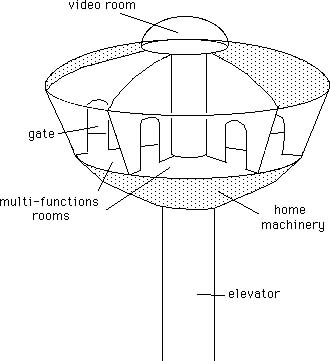 video room
gate
multi-functions
rooms
home
machinery
elevator